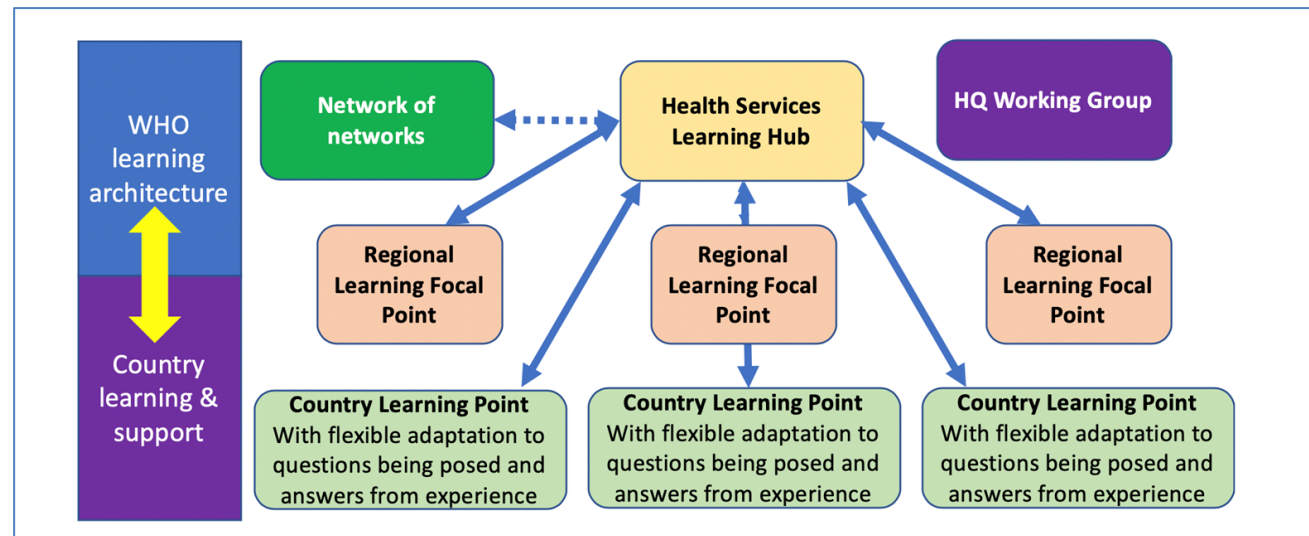 WHO
learning
architecture
Country
learning &
support
Network of
networks
Health Services
Learning Hub
HQ Working Group
Regional
Learning Focal
Point
Regional
Learning Focal
Point
Regional
Learning Focal
Point
Country Learning Point
With flexible adaptation to
questions being posed and
answers from experience
Country Learning Point
With flexible adaptation to
questions being posed and
answers from experience
Country Learning Point
With flexible adaptation to
questions being posed and
answers from experience